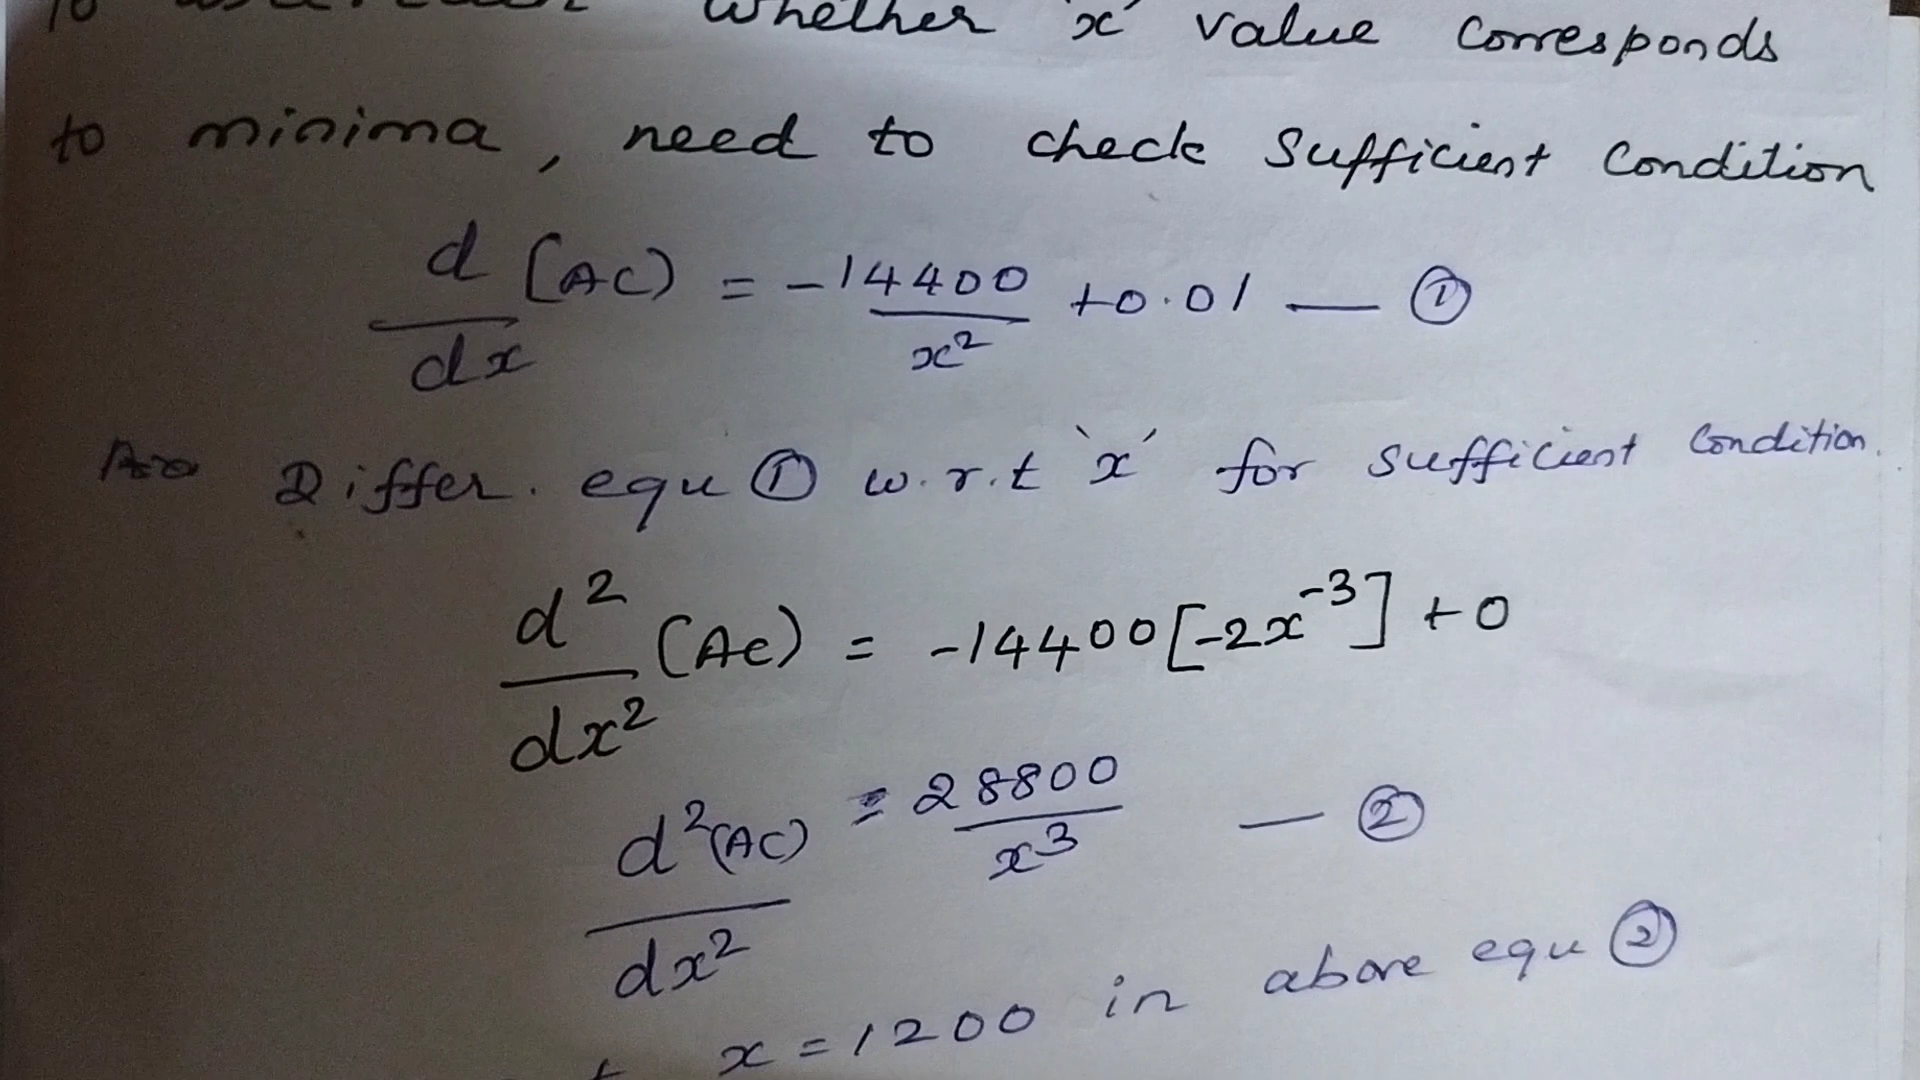 To whether 'x' value corresponds
to minima, need to check sufficient condition
d/dx (AC) = -14400/x² + 0.01 — ①
Differ. equ ① w.r.t 'x' for sufficient condition.
d²/dx² (AC) = -14400[-2x⁻³] + 0
d²(AC)/dx² = 28800/x³ — ②
x = 1200 in above equ ②